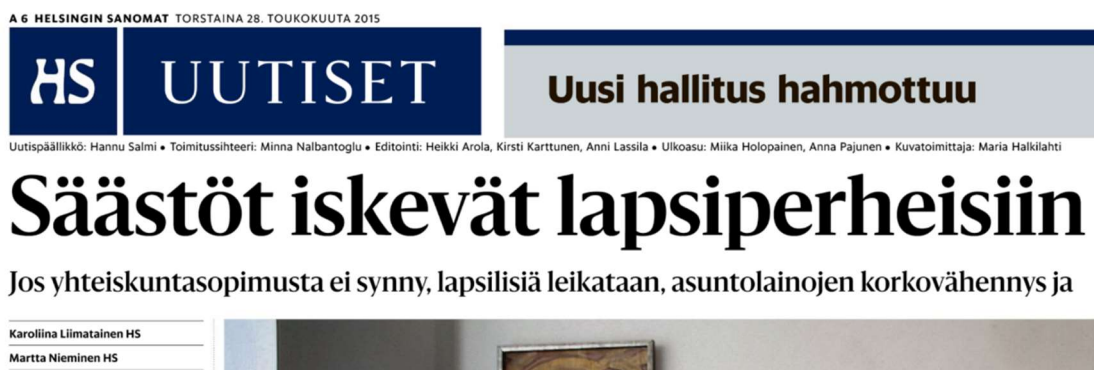 A 6 HELSINGIN SANOMAT TORSTAINA 28. TOUKOKUUTA 2015
HS UUTISET
Uusi hallitus hahmottuu
Uutispäällikkö: Hannu Salmi • Toimitussihteeri: Minna Nalbantoglu • Editointi: Heikki Arola, Kirsti Karttunen, Anni Lassila • Ulkoasu: Miika Holopainen, Anna Pajunen • Kuvatoimittaja: Maria Halkilahti
Säästöt iskevät lapsiperheisiin
Jos yhteiskuntasopimusta ei synny, lapsilisiä leikataan, asuntolainojen korkovähennys ja
Karoliina Liimatainen HS
Martta Nieminen HS